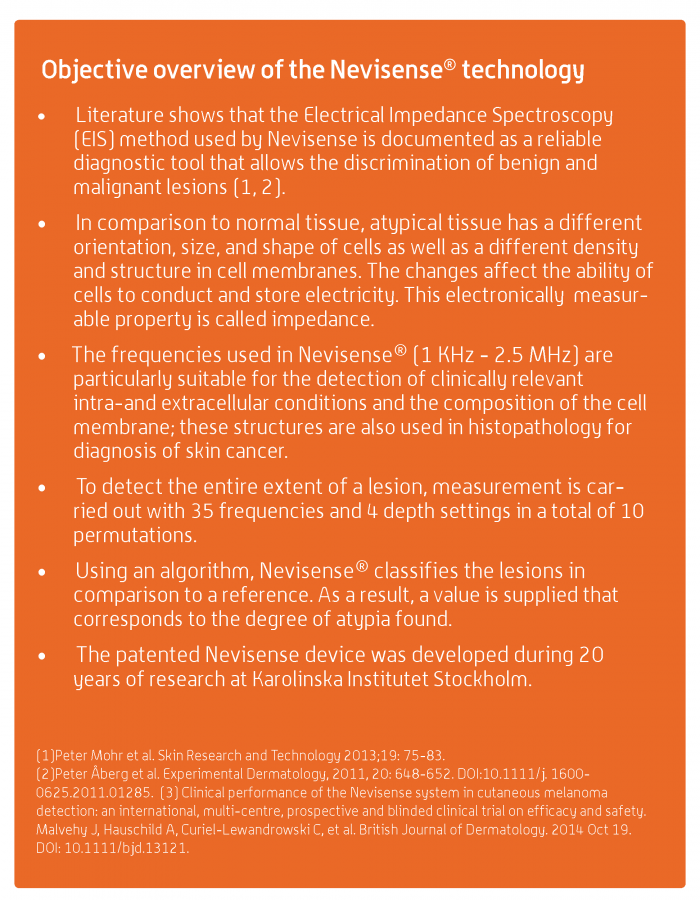 Objective overview of the Nevisense® technology
• Literature shows that the Electrical Impedance Spectroscopy
(EIS) method used by Nevisense is documented as a reliable
diagnostic tool that allows the discrimination of benign and
malignant lesions (1, 2).
• In comparison to normal tissue, atypical tissue has a different
orientation, size, and shape of cells as well as a different density
and structure in cell membranes. The changes affect the ability of
cells to conduct and store electricity. This electronically measur-
able property is called impedance.
• The frequencies used in Nevisense® (1 KHz - 2.5 MHz) are
particularly suitable for the detection of clinically relevant
intra-and extracellular conditions and the composition of the cell
membrane; these structures are also used in histopathology for
diagnosis of skin cancer.
• To detect the entire extent of a lesion, measurement is car-
ried out with 35 frequencies and 4 depth settings in a total of 10
permutations.
• Using an algorithm, Nevisense® classifies the lesions in
comparison to a reference. As a result, a value is supplied that
corresponds to the degree of atypia found.
• The patented Nevisense device was developed during 20
years of research at Karolinska Institutet Stockholm.
(1)Peter Mohr et al. Skin Research and Technology 2013;19: 75-83.
(2)Peter Åberg et al. Experimental Dermatology, 2011, 20: 648-652. DOI:10.1111/j. 1600-
0625.2011.01285. (3) Clinical performance of the Nevisense system in cutaneous melanoma
detection: an international, multi-centre, prospective and blinded clinical trial on efficacy and safety.
Malvehy J, Hauschild A, Curiel-Lewandrowski C, et al. British Journal of Dermatology. 2014 Oct 19.
DOI: 10.1111/bjd.13121.